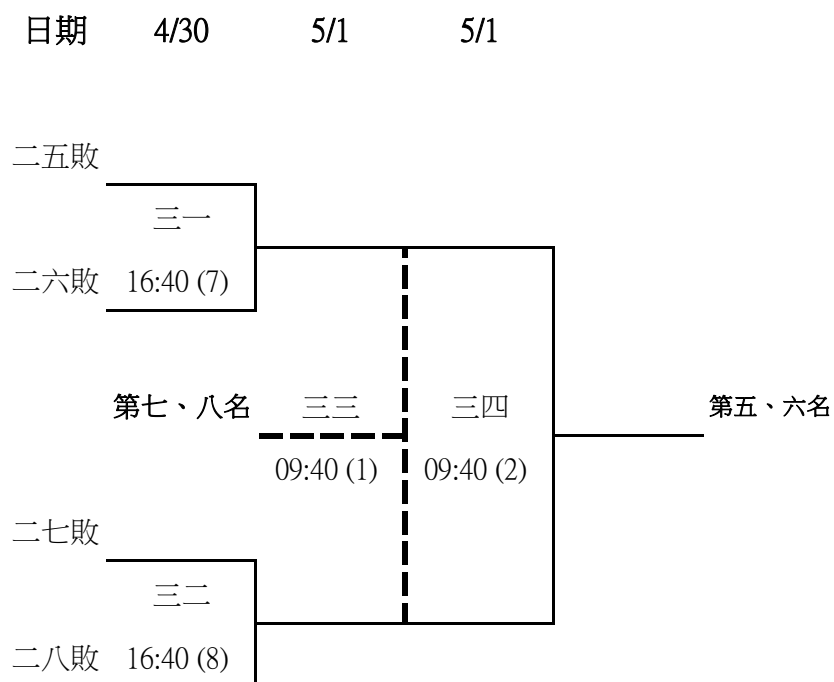 日期 4/30 5/1 5/1
二五敗
三一
二六敗 16:40 (7)
第七、八名 三三 三四 第五、六名
09:40 (1) 09:40 (2)
二七敗
三二
二八敗 16:40 (8)